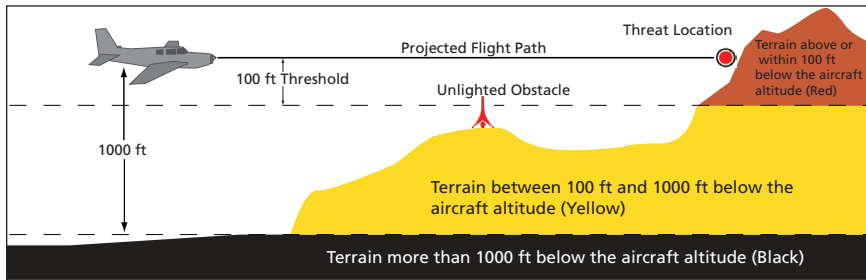 Threat Location
Projected Flight Path
Terrain above or
within 100 ft
below the aircraft
altitude (Red)
100 ft Threshold
Unlighted Obstacle
1000 ft
Terrain between 100 ft and 1000 ft below the
aircraft altitude (Yellow)
Terrain more than 1000 ft below the aircraft altitude (Black)